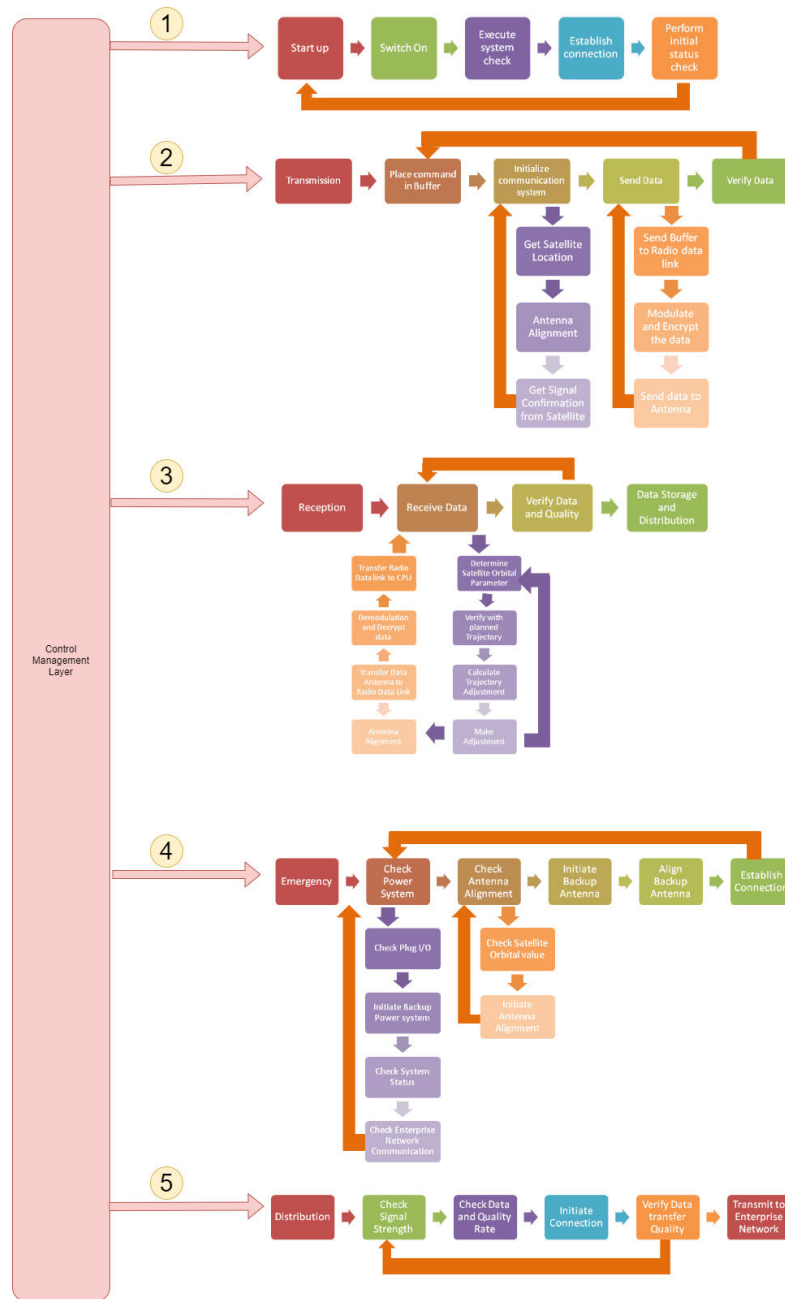 Control
Management
Layer
1
Start up
Switch On
Execute
system
check
Establish
connection
Perform
initial
status
check
2
Transmission
Place command
in Buffer
Initialize
communication
system
Send Data
Verify Data
Get Satellite
Location
Antenna
Alignment
Get Signal
Confirmation
from Satellite
Send Buffer
to Radio data
link
Modulate
and Encrypt
the data
Send data to
Antenna
3
Reception
Receive Data
Verify Data
and Quality
Data Storage
and
Distribution
Transfer Radio
Data link to CPU
Demodulation
and Decrypt
data
Transfer Data
Antenna to
Radio Data Link
Antenna
Alignment
Determine
Satellite Orbital
Parameter
Verify with
planned
Trajectory
Calculate
Trajectory
Adjustment
Make
Adjustment
4
Emergency
Check
Power
System
Check
Antenna
Alignment
Initiate
Backup
Antenna
Align
Backup
Antenna
Establish
Connection
Check Plug I/O
Initiate Backup
Power system
Check System
Status
Check Enterprise
Network
Communication
Check Satellite
Orbital value
Initiate
Antenna
Alignment
5
Distribution
Check
Signal
Strength
Check Data
and Quality
Rate
Initiate
Connection
Verify Data
transfer
Quality
Transmit to
Enterprise
Network